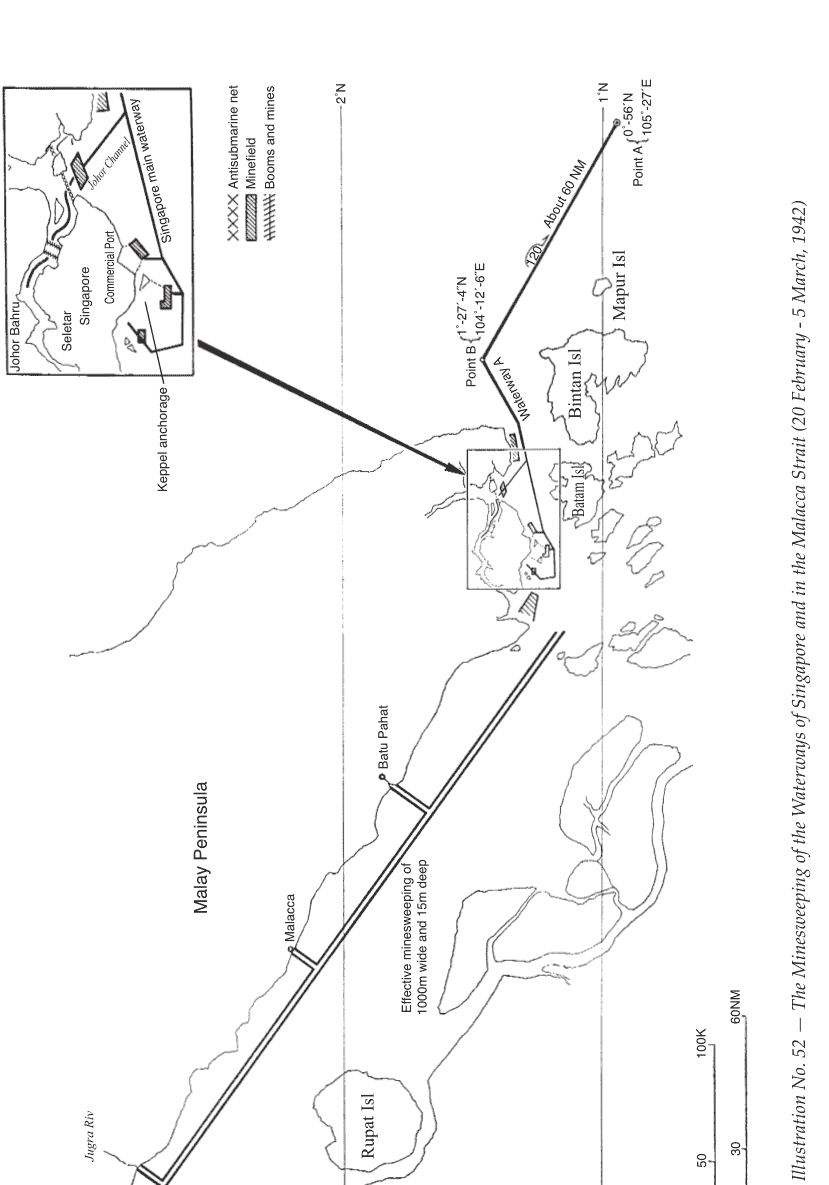 Johor Bahru
Seletar
Singapore
Commercial Port
Johor Channel
Singapore main waterway
Keppel anchorage
Antisubmarine net
Minefield
Booms and mines
2°N
1°N
Point A
0°-56′N
105°-27′E
About 60 NM
120
Point B
1°-27′-4″N
104°-12′-6″E
Waterway A
Mapur Isl
Bintan Isl
Batam Isl
Batu Pahat
Malay Peninsula
Malacca
Effective minesweeping of
1000m wide and 15m deep
Jugra Riv
Rupat Isl
50
100K
30
60NM
Illustration No. 52 — The Minesweeping of the Waterways of Singapore and in the Malacca Strait (20 February - 5 March, 1942)